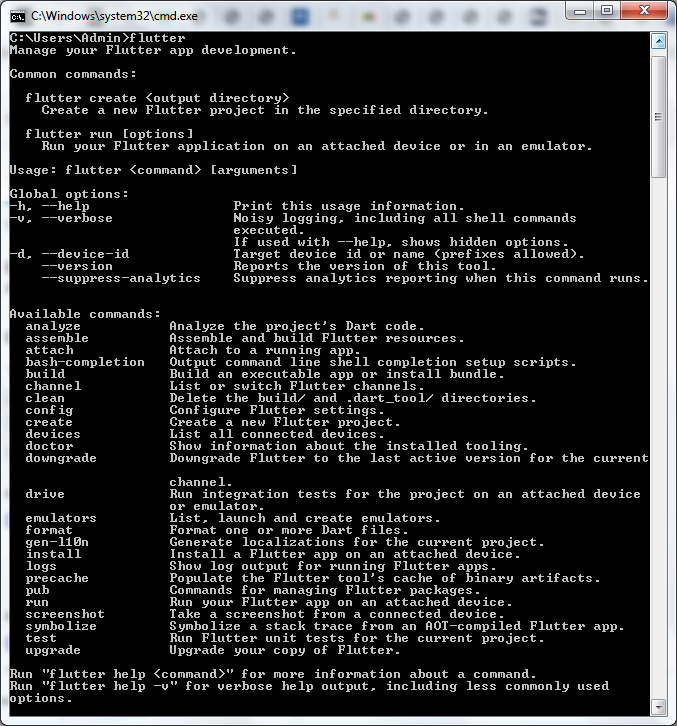 C:\Windows\system32\cmd.exe
C:\Users\Admin>flutter
Manage your Flutter app development.
Common commands:
flutter create <output directory>
Create a new Flutter project in the specified directory.
flutter run [options]
Run your Flutter application on an attached device or in an emulator.
Usage: flutter <command> [arguments]
Global options:
-h, --help                  Print this usage information.
-v, --verbose               Noisy logging, including all shell commands
executed.
If used with --help, shows hidden options.
-d, --device-id             Target device id or name (prefixes allowed).
--version               Reports the version of this tool.
--suppress-analytics    Suppress analytics reporting when this command runs.
Available commands:
analyze           Analyze the project's Dart code.
assemble          Assemble and build Flutter resources.
attach            Attach to a running app.
bash-completion   Output command line shell completion setup scripts.
build             Build an executable app or install bundle.
channel           List or switch Flutter channels.
clean             Delete the build/ and .dart_tool/ directories.
config            Configure Flutter settings.
create            Create a new Flutter project.
devices           List all connected devices.
doctor            Show information about the installed tooling.
downgrade         Downgrade Flutter to the last active version for the current
channel.
drive             Run integration tests for the project on an attached device
or emulator.
emulators         List, launch and create emulators.
format            Format one or more Dart files.
gen-l10n          Generate localizations for the current project.
install           Install a Flutter app on an attached device.
logs              Show log output for running Flutter apps.
precache          Populate the Flutter tool's cache of binary artifacts.
pub               Commands for managing Flutter packages.
run               Run your Flutter app on an attached device.
screenshot        Take a screenshot from a connected device.
symbolize         Symbolize a stack trace from an AOT-compiled Flutter app.
test              Run Flutter unit tests for the current project.
upgrade           Upgrade your copy of Flutter.
Run "flutter help <command>" for more information about a command.
Run "flutter help -v" for verbose help output, including less commonly used
options.